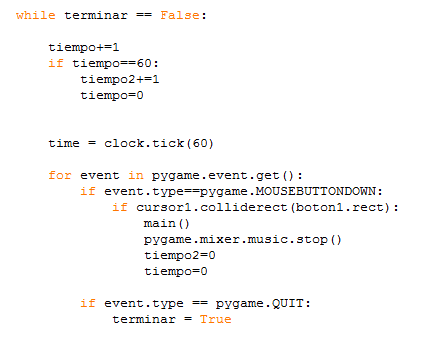 while terminar == False:
    tiempo+=1
    if tiempo==60:
        tiempo2+=1
        tiempo=0
    time = clock.tick(60)
    for event in pygame.event.get():
        if event.type==pygame.MOUSEBUTTONDOWN:
            if cursor1.colliderect(boton1.rect):
                main()
                pygame.mixer.music.stop()
                tiempo2=0
                tiempo=0
        if event.type == pygame.QUIT:
            terminar = True